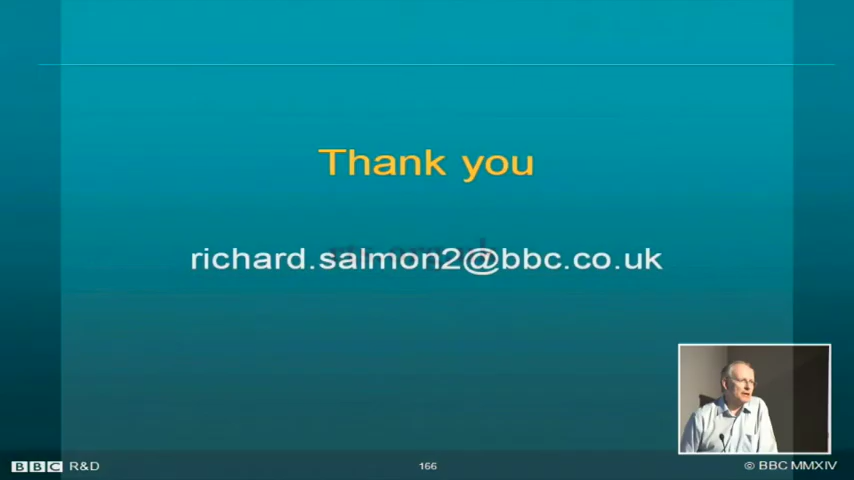 Thank you
richard.salmon2@bbc.co.uk
BBC R&D
166
© BBC MMXIV